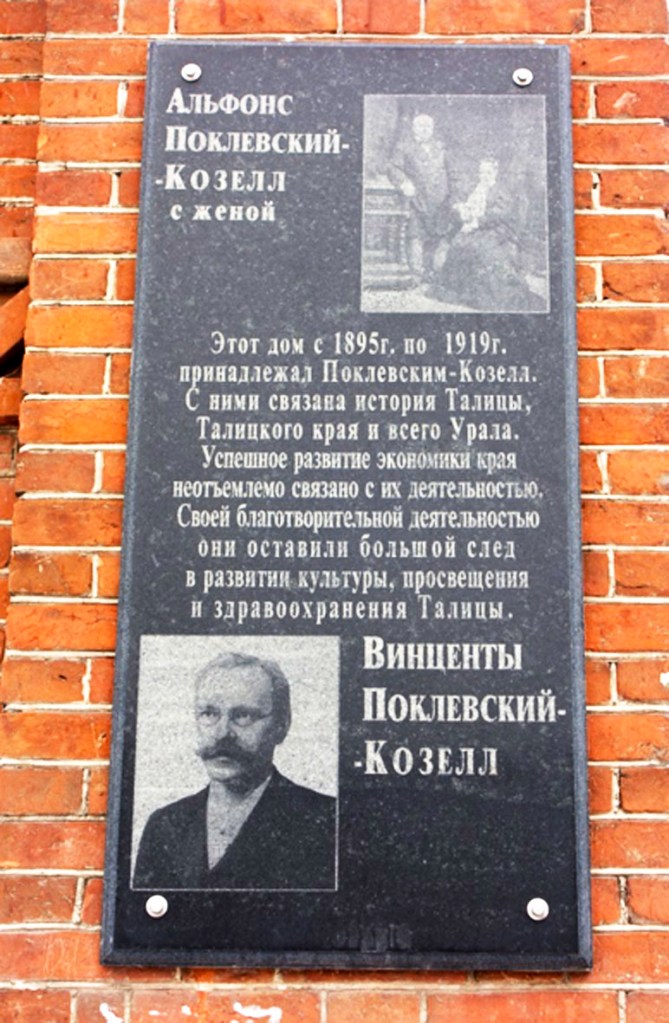 Альфонс
Поклевский-
-Козелл
с женой
Этот дом с 1895г. по 1919г.
принадлежал Поклевским-Козелл.
С ними связана история Талицы,
Талицкого края и всего Урала.
Успешное развитие экономики края
неотъемлемо связано с их деятельностью.
Своей благотворительной деятельностью
они оставили большой след
в развитии культуры, просвещения
и здравоохранения Талицы.
Винценты
Поклевский-
-Козелл